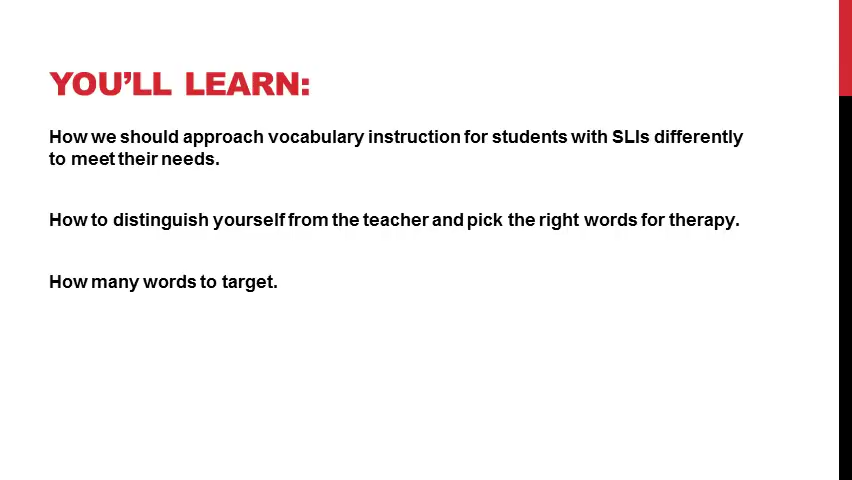 YOU'LL LEARN:
How we should approach vocabulary instruction for students with SLIs differently
to meet their needs.
How to distinguish yourself from the teacher and pick the right words for therapy.
How many words to target.